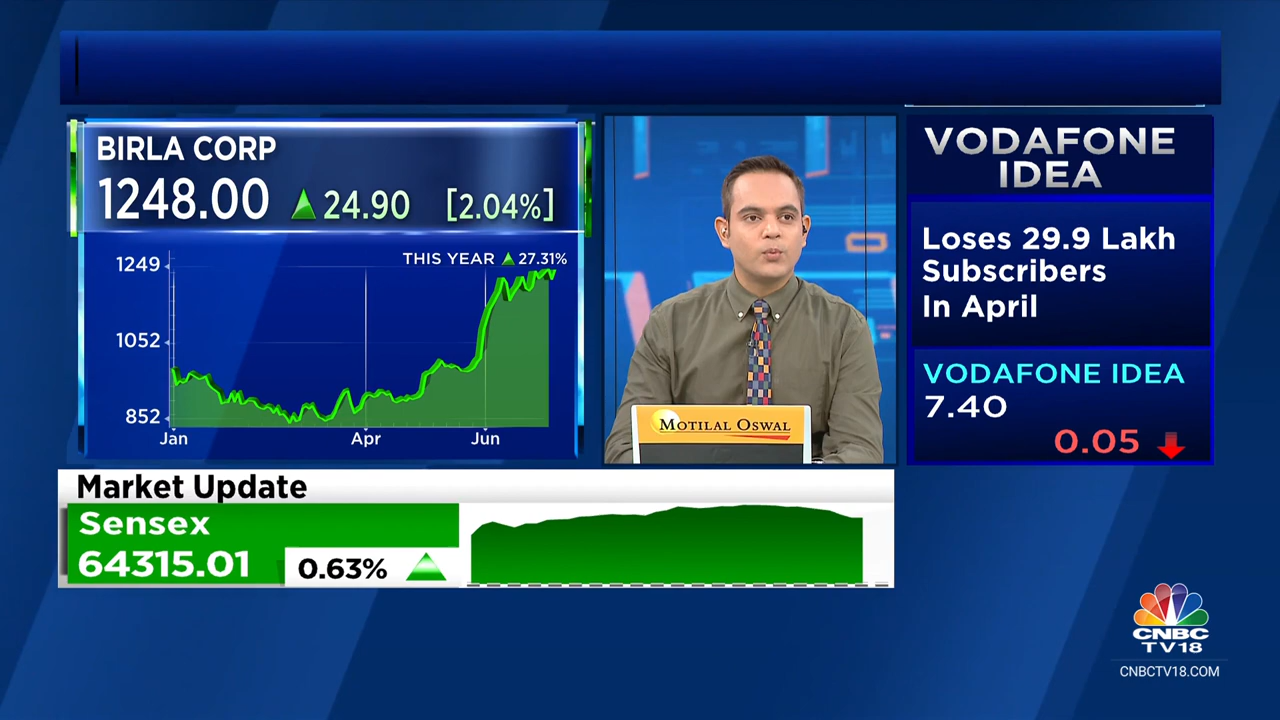 BIRLA CORP
1248.00 ▲ 24.90 [2.04%]
THIS YEAR ▲ 27.31%
1249
1052
852
Jan Apr Jun
MOTILAL OSWAL
VODAFONE
IDEA
Loses 29.9 Lakh
Subscribers
In April
VODAFONE IDEA
7.40
0.05
Market Update
Sensex
64315.01
0.63%
CNBC
TV18
CNBCTV18.COM